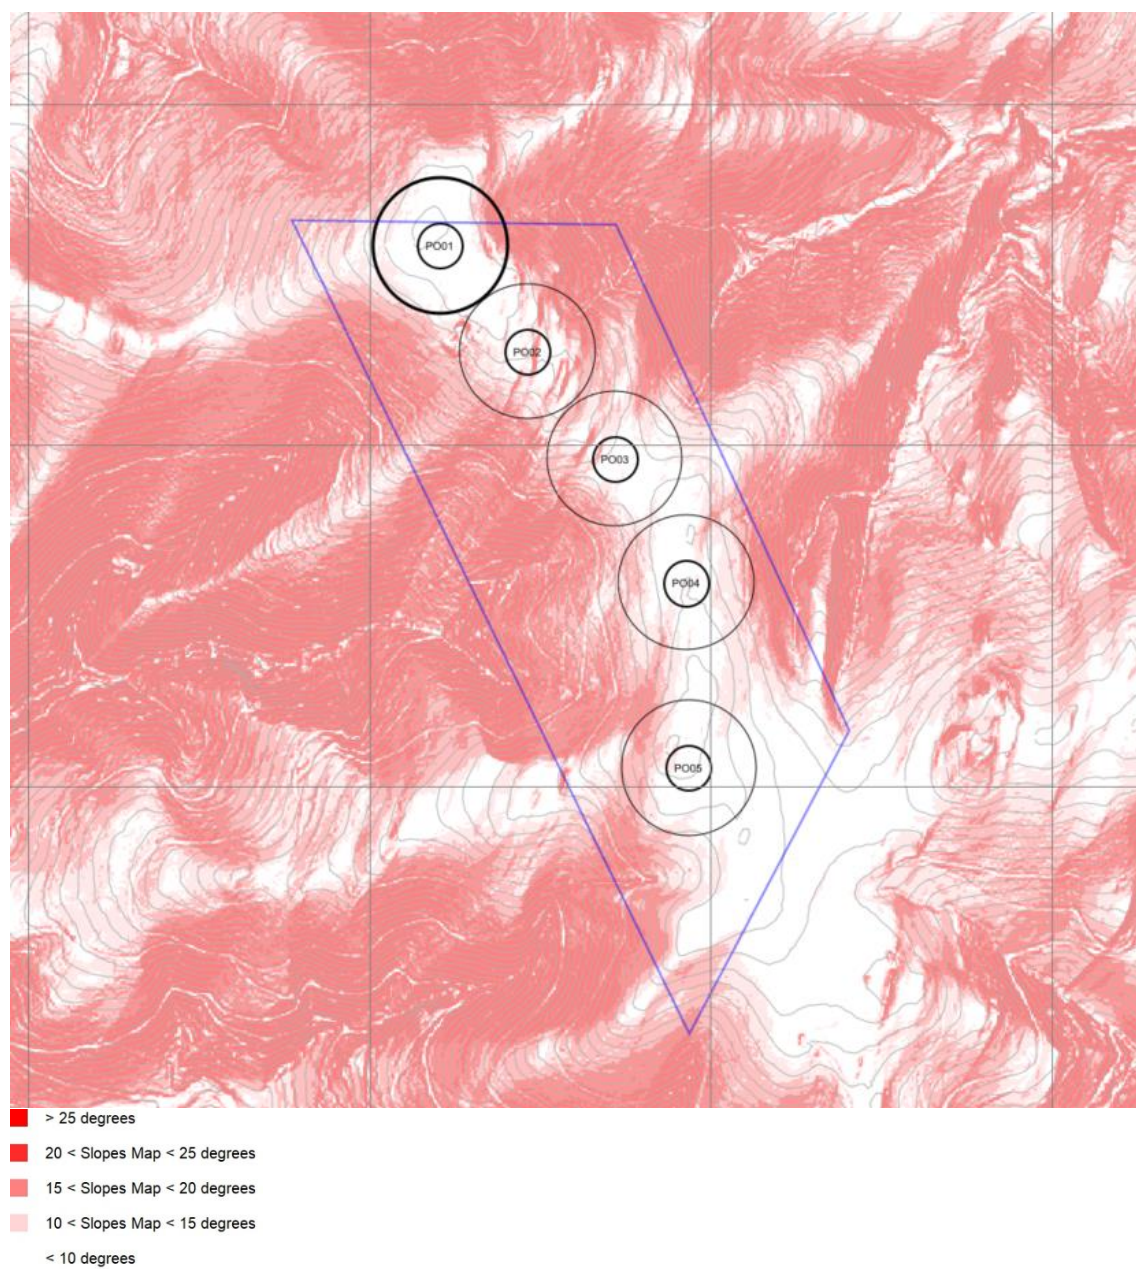 PO01
PO02
PO03
PO04
PO05
> 25 degrees
20 < Slopes Map < 25 degrees
15 < Slopes Map < 20 degrees
10 < Slopes Map < 15 degrees
< 10 degrees